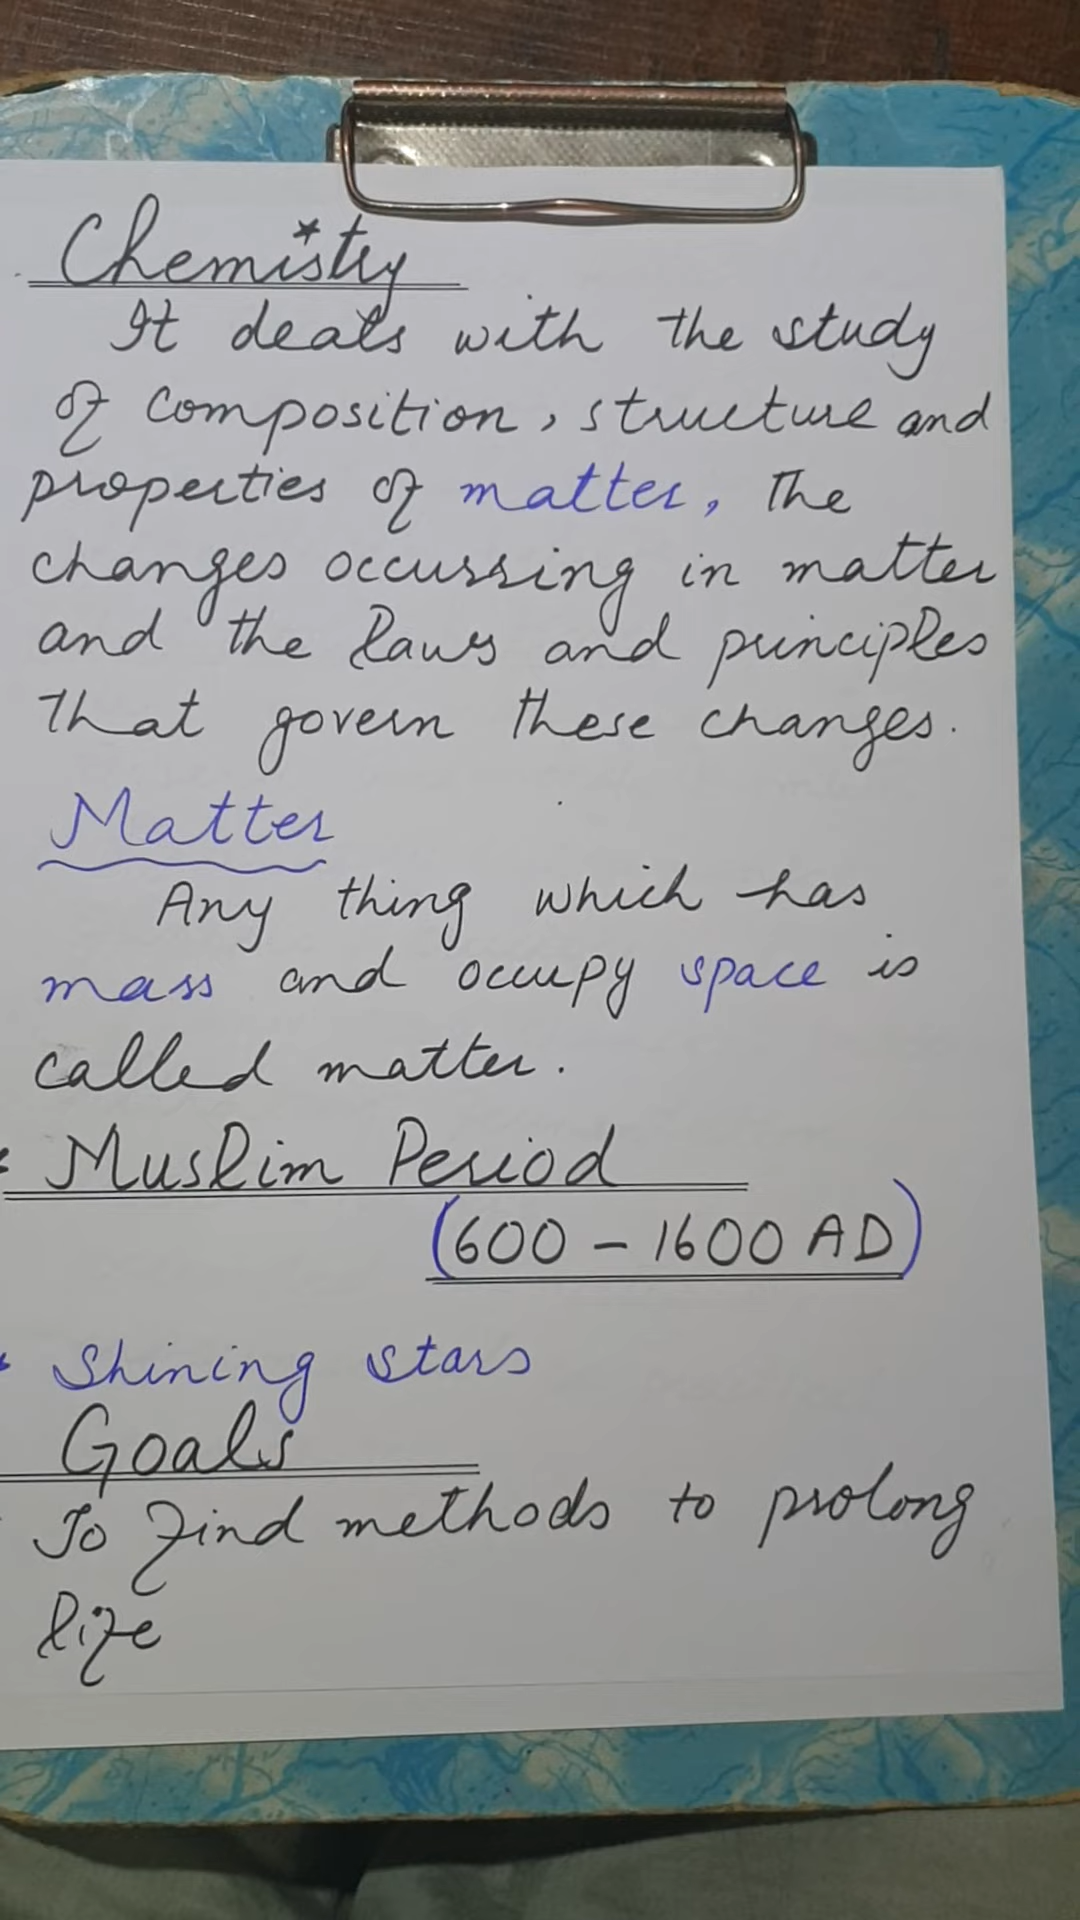 Chemistry
It deals with the study
of composition, structure and
properties of matter, The
changes occurring in matter
and the laws and principles
That govern these changes.
Matter
Any thing which has
mass and occupy space is
called matter.
* Muslim Period
(600 - 1600 AD)
* Shining stars
Goals
To find methods to prolong
life